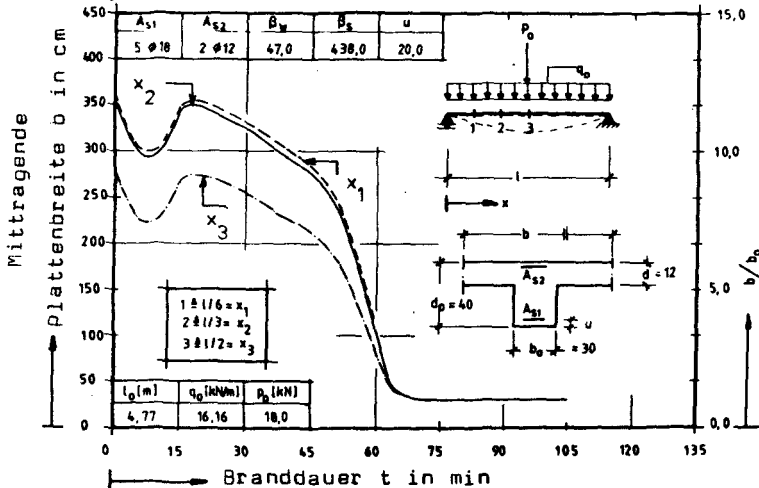 Mittragende
Plattenbreite b in cm
450
400
350
300
250
200
150
100
50
0
A_S1 A_S2 β_W β_S u
5 ⌀18 2 ⌀12 47,0 438,0 20,0
x_2
x_1
x_3
1 ≙ l/6 = x_1
2 ≙ l/3 = x_2
3 ≙ l/2 = x_3
l_0 [m] q_0 [kN/m] p_0 [kN]
4,77 16,16 18,0
P_0
q_0
1 2 3
l
x
b
A_S2
d = 12
d_0 = 40
A_S1
u
b_0 = 30
15,0
10,0
5,0
0,0
b/b_0
0 15 30 45 60 75 90 105 120 135
Branddauer t in min